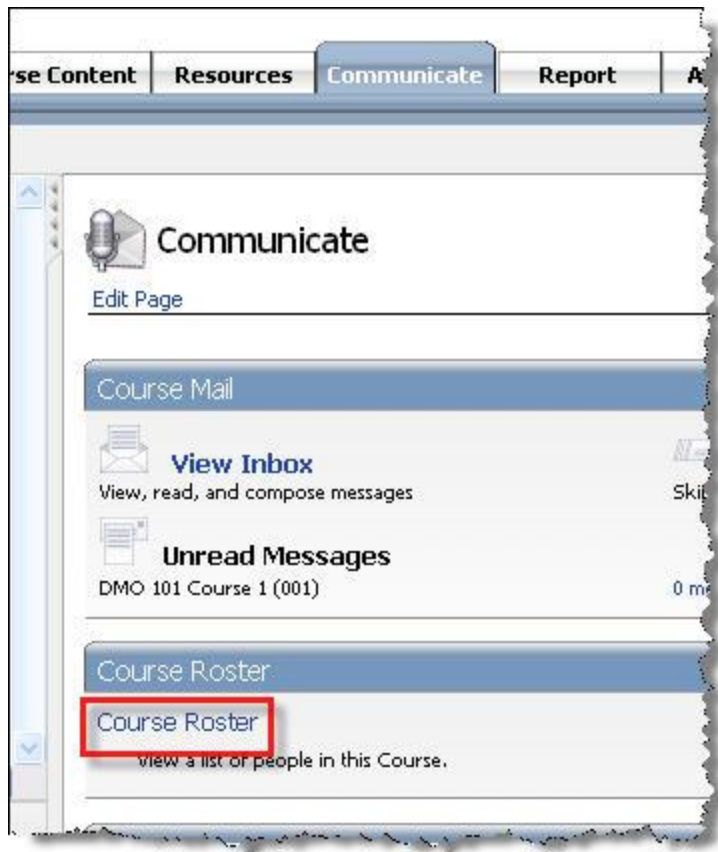 Content Resources Communicate Report
Communicate
Edit Page
Course Mail
View Inbox
View, read, and compose messages
Unread Messages
DMO 101 Course 1 (001)
0
Course Roster
Course Roster
View a list of people in this Course.